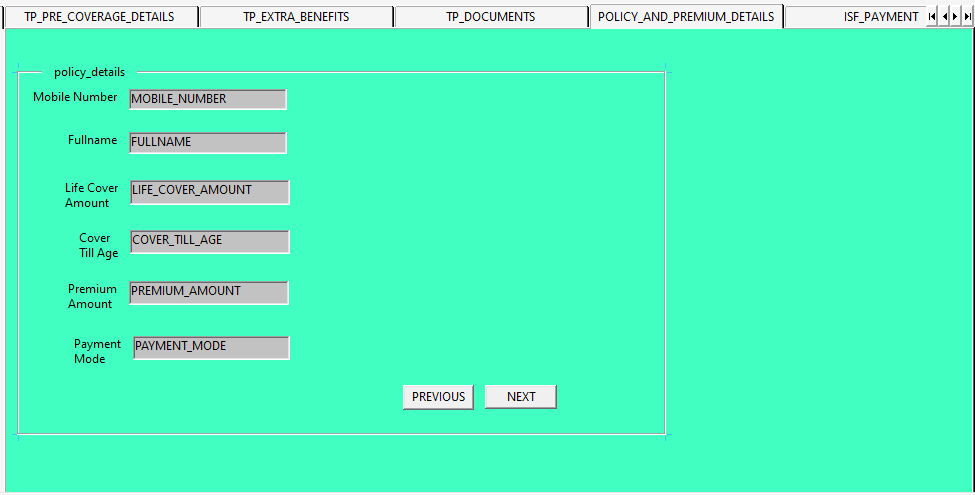 TP_PRE_COVERAGE_DETAILS TP_EXTRA_BENEFITS TP_DOCUMENTS POLICY_AND_PREMIUM_DETAILS ISF_PAYMENT
policy_details
Mobile Number MOBILE_NUMBER
Fullname FULLNAME
Life Cover LIFE_COVER_AMOUNT
Amount
Cover COVER_TILL_AGE
Till Age
Premium PREMIUM_AMOUNT
Amount
Payment PAYMENT_MODE
Mode
PREVIOUS NEXT